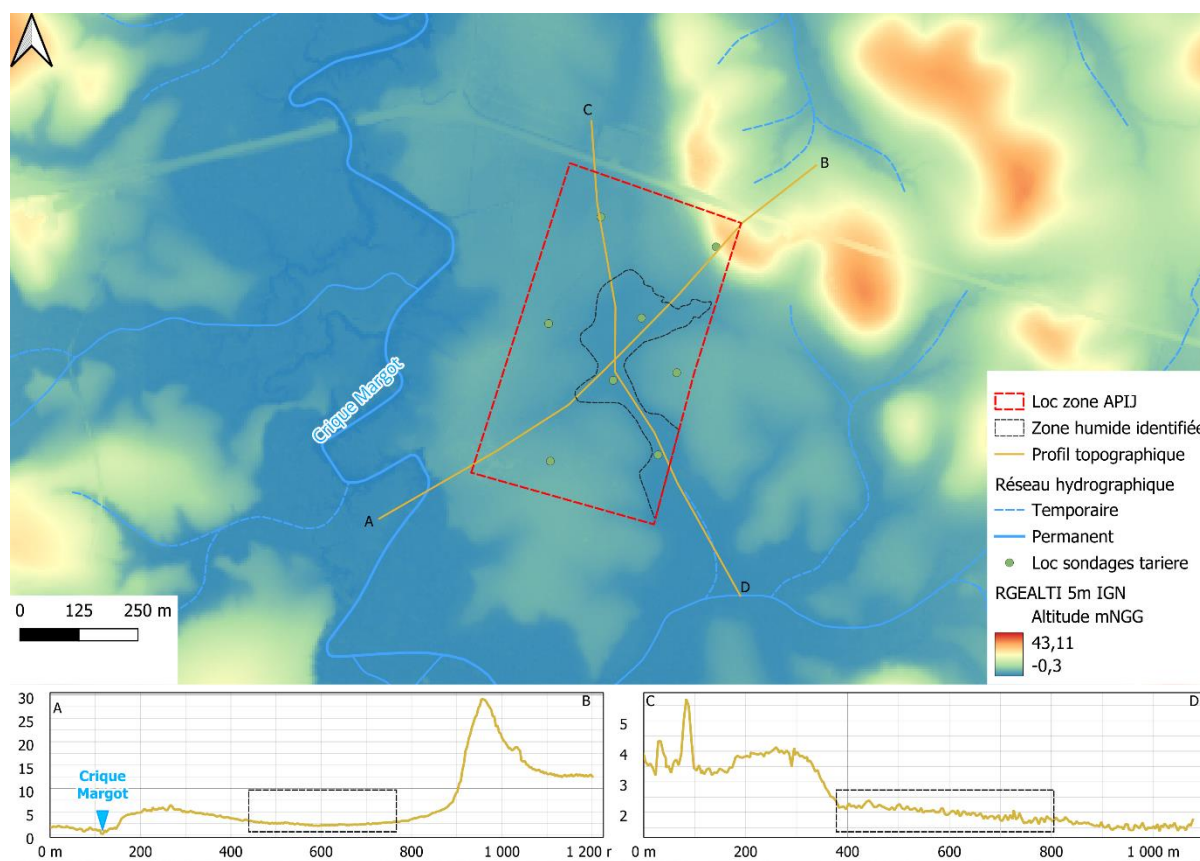 C
B
Crique Margot
A
D
0 125 250 m
Loc zone APIJ
Zone humide identifiée
Profil topographique
Réseau hydrographique
Temporaire
Permanent
Loc sondages tariere
RGEALTI 5m IGN
Altitude mNGG
43,11
-0,3
30
25
20
15
10
5
0
A
B
Crique
Margot
0 m 200 400 600 800 1 000 1 200 r
5
4
3
2
C
D
0 m 200 400 600 800 1 000 m